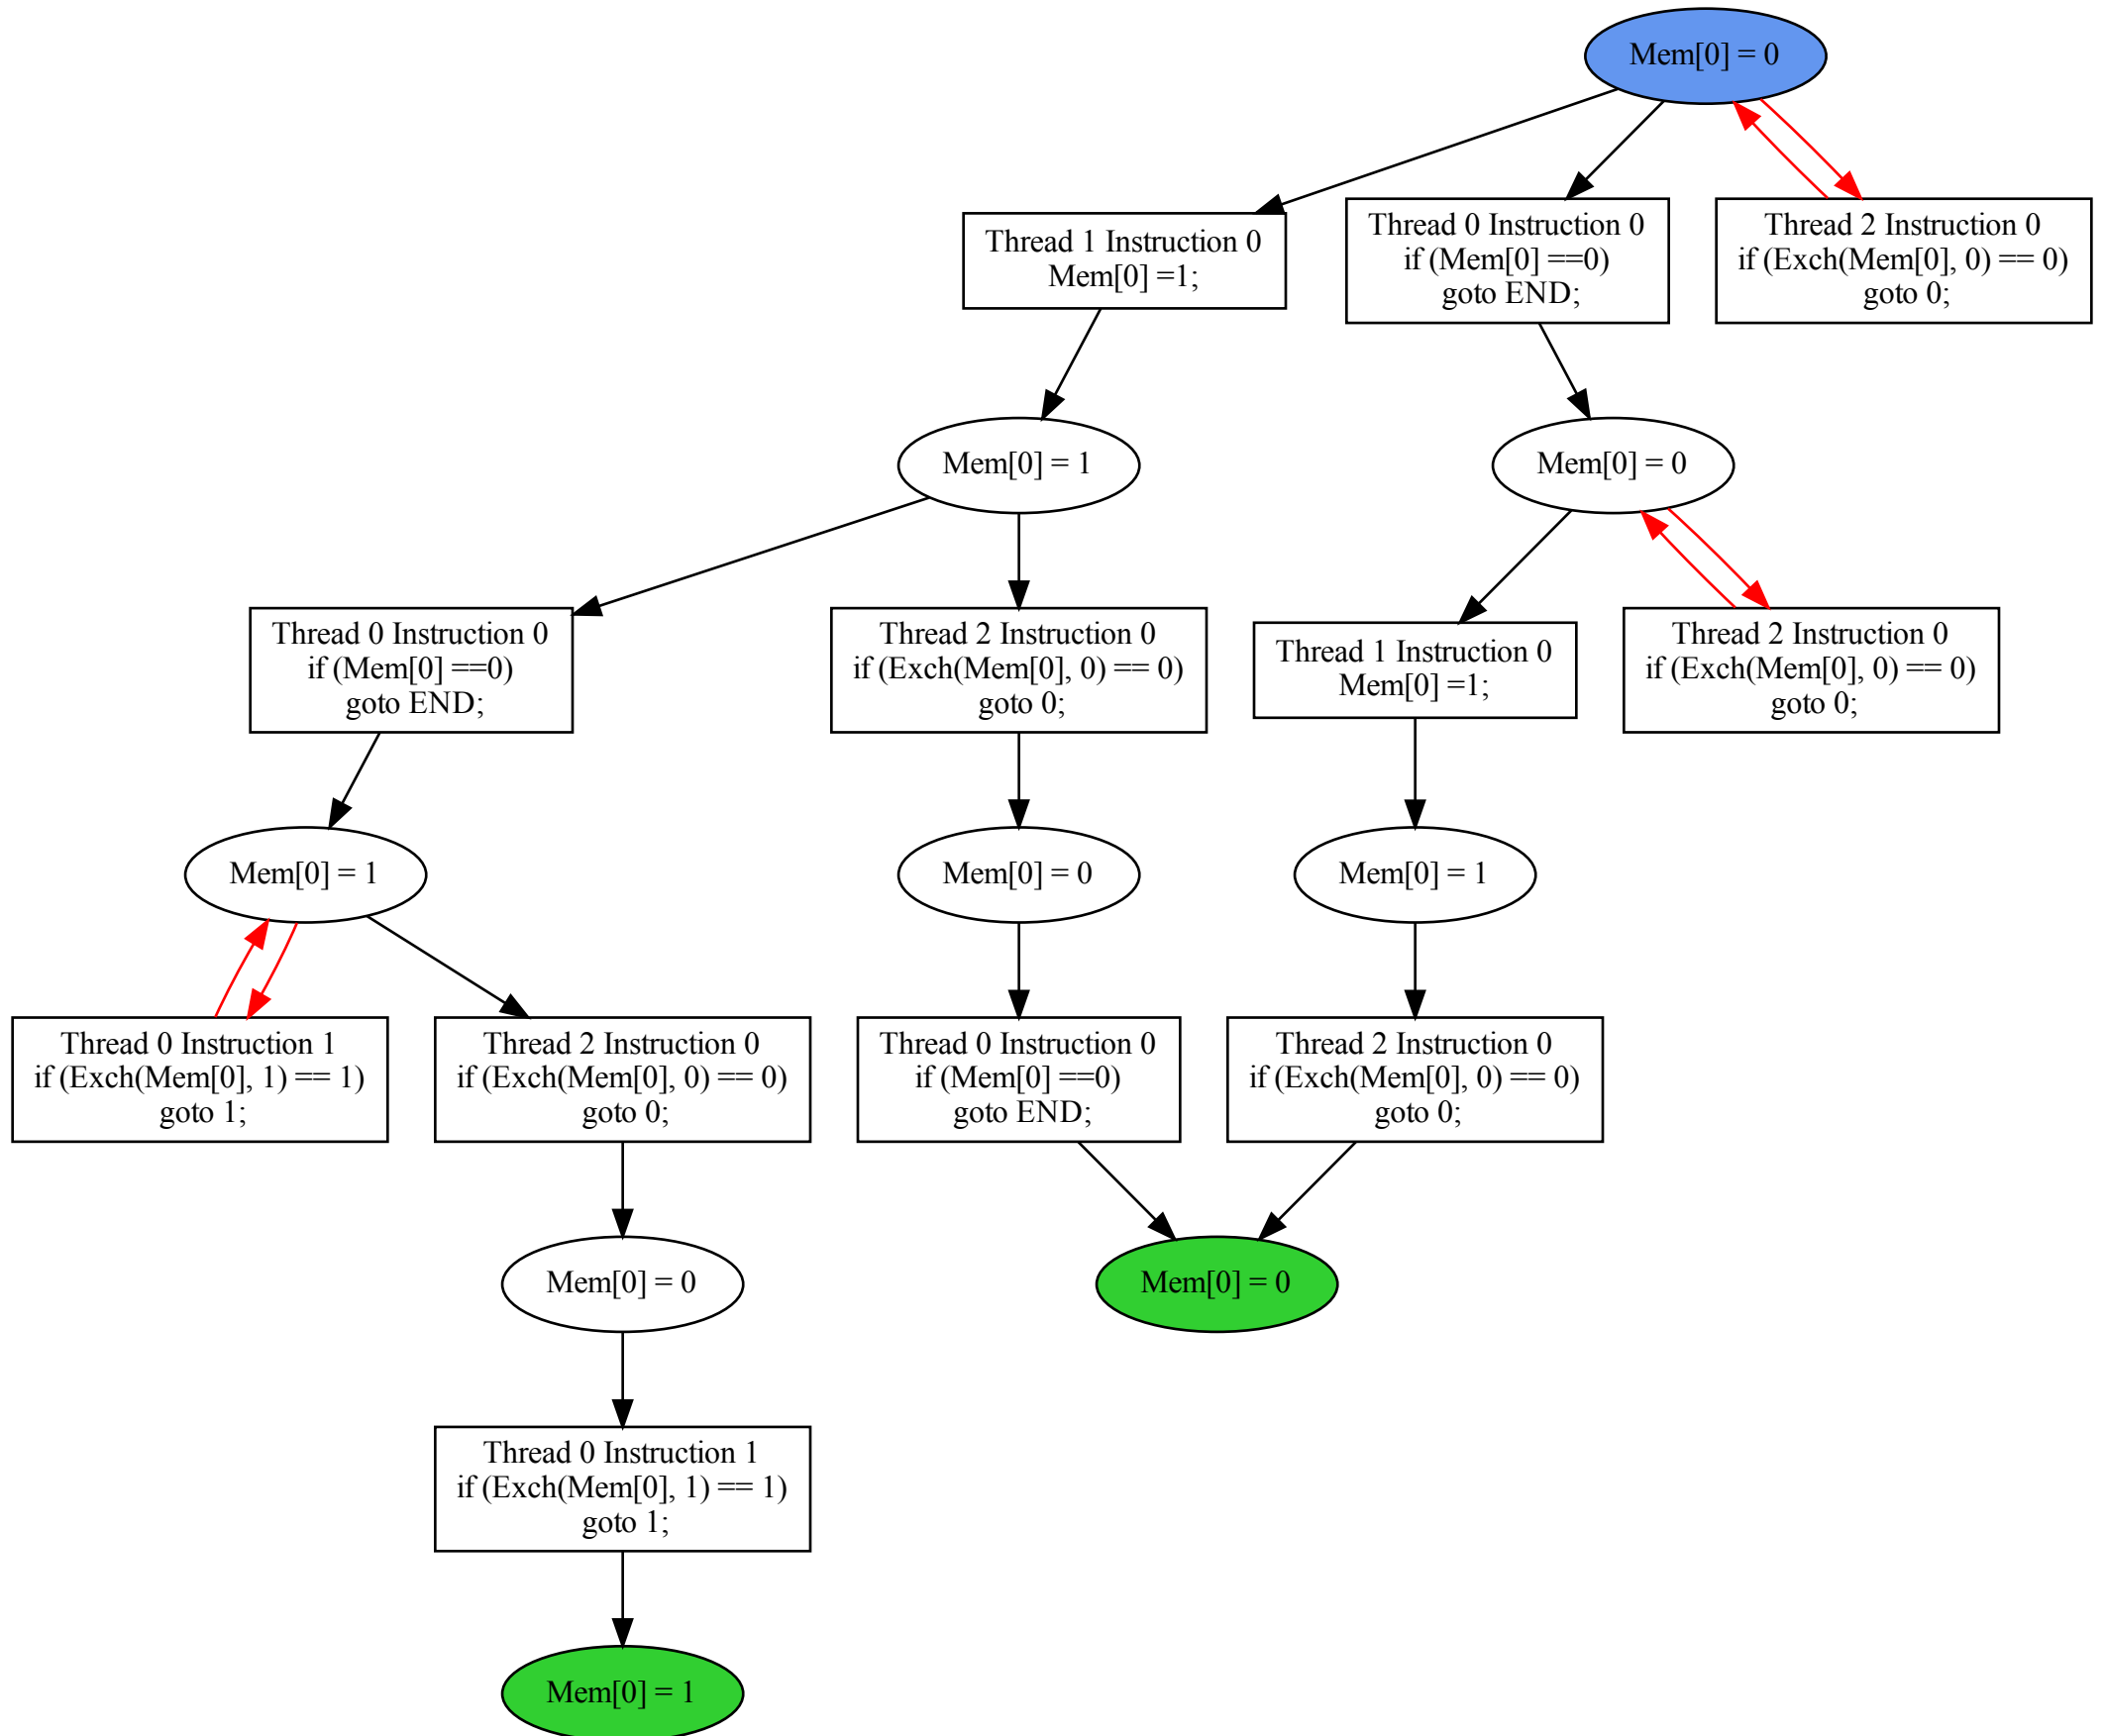 Mem[0] = 0
Thread 1 Instruction 0
Mem[0] =1;
Thread 0 Instruction 0
if (Mem[0] ==0)
goto END;
Thread 2 Instruction 0
if (Exch(Mem[0], 0) == 0)
goto 0;
Mem[0] = 1
Mem[0] = 0
Thread 0 Instruction 0
if (Mem[0] ==0)
goto END;
Thread 2 Instruction 0
if (Exch(Mem[0], 0) == 0)
goto 0;
Thread 1 Instruction 0
Mem[0] =1;
Thread 2 Instruction 0
if (Exch(Mem[0], 0) == 0)
goto 0;
Mem[0] = 1
Mem[0] = 0
Mem[0] = 1
Thread 0 Instruction 1
if (Exch(Mem[0], 1) == 1)
goto 1;
Thread 2 Instruction 0
if (Exch(Mem[0], 0) == 0)
goto 0;
Thread 0 Instruction 0
if (Mem[0] ==0)
goto END;
Thread 2 Instruction 0
if (Exch(Mem[0], 0) == 0)
goto 0;
Mem[0] = 0
Mem[0] = 0
Thread 0 Instruction 1
if (Exch(Mem[0], 1) == 1)
goto 1;
Mem[0] = 1